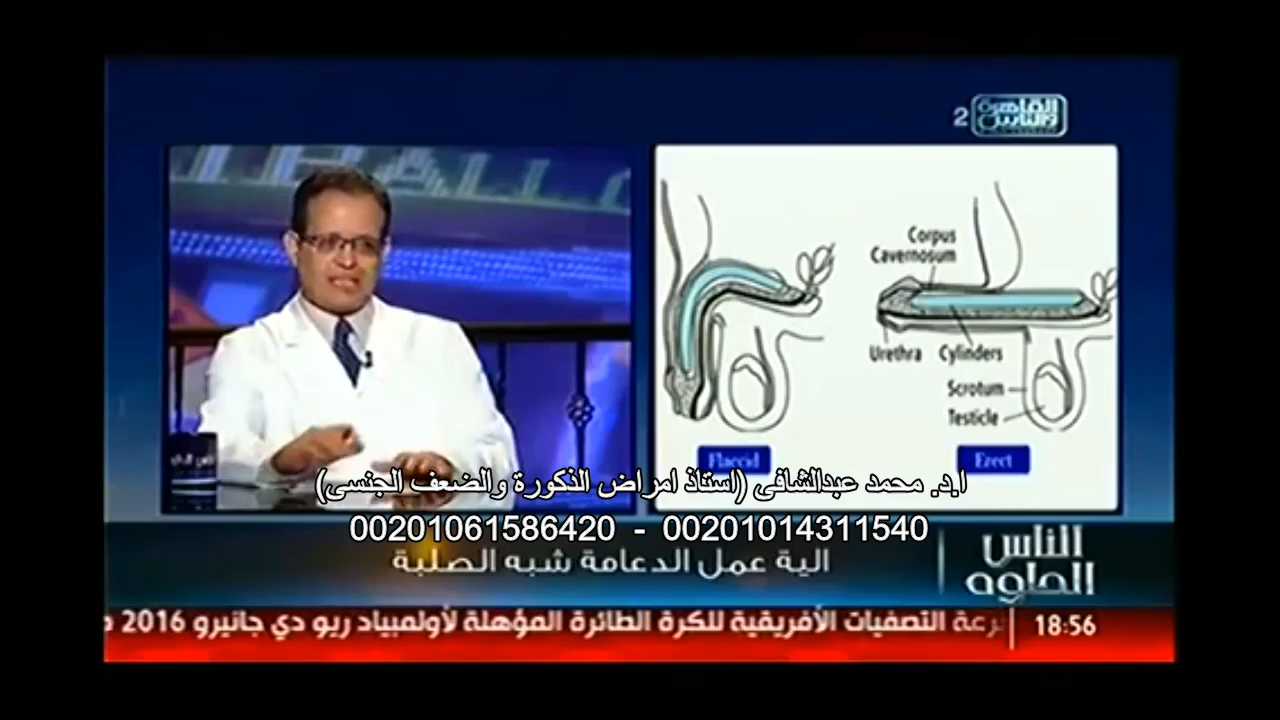 2 القاهرة والناس
Corpus
Cavernosum
Urethra
Cylinders
Scrotum
Testicle
Flaccid
Erect
ا.د. محمد عبدالشافى (استاذ امراض الذكورة والضعف الجنسى)
00201061586420 - 00201014311540
الية عمل الدعامة شبه الصلبة
الناس الحلوه
18:56
رعة التصفيات الأفريقية للكرة الطائرة المؤهلة لأولمبياد ريو دي جانيرو 2016